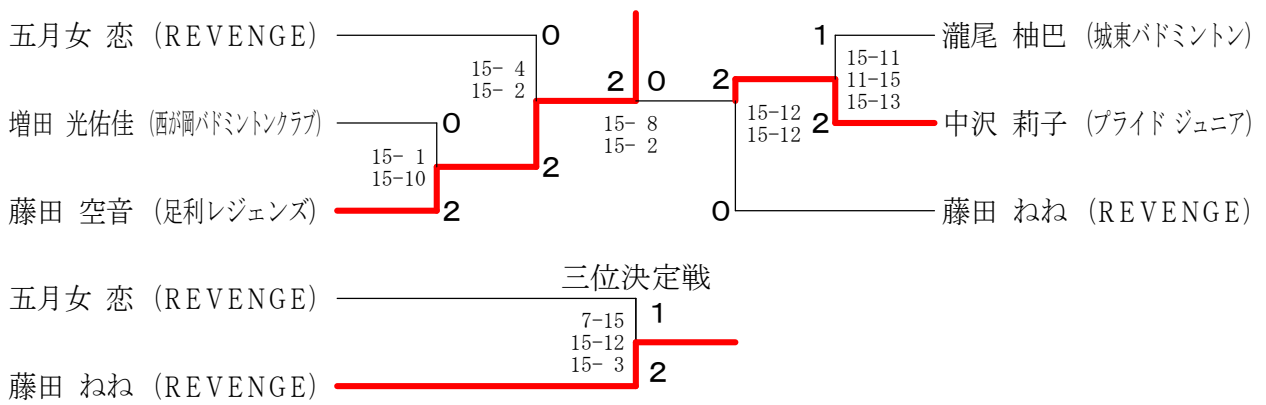 五月女 恋 (REVENGE)
増田 光佑佳 (西が岡バドミントンクラブ)
藤田 空音 (足利レジェンズ)
0
15- 4
15- 2
0
15- 1
15-10
2
2
2 0
15- 8
15- 2
2
15-12
15-12
0
1
15-11
11-15
15-13
2
瀧尾 柚巴 (城東バドミントン)
中沢 莉子 (プライド ジュニア)
藤田 ねね (REVENGE)
三位決定戦
五月女 恋 (REVENGE)
藤田 ねね (REVENGE)
1
7-15
15-12
15- 3
2